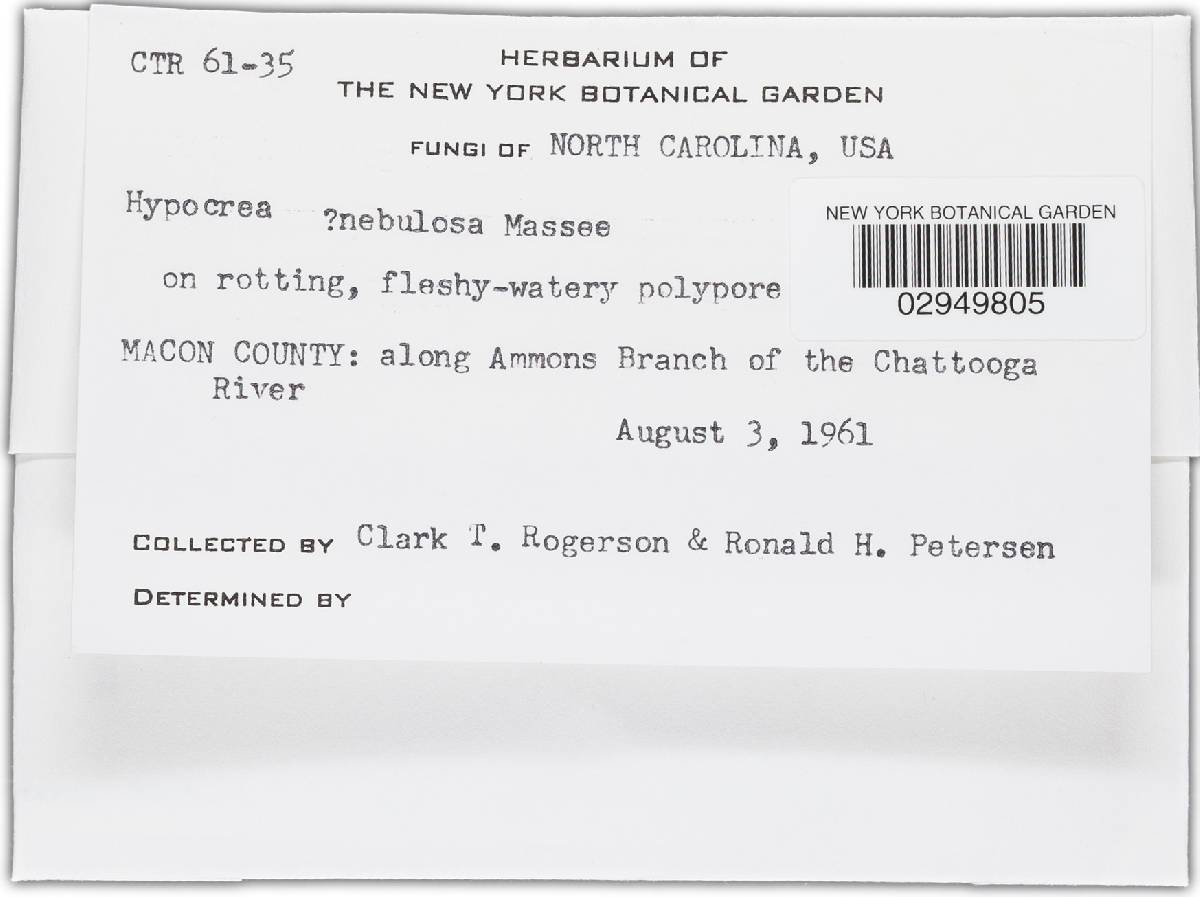 CTR 61-35
HERBARIUM OF
THE NEW YORK BOTANICAL GARDEN
FUNGI OF NORTH CAROLINA, USA
Hypocrea ?nebulosa Massee
on rotting, fleshy-watery polypore
NEW YORK BOTANICAL GARDEN
02949805
MACON COUNTY: along Ammons Branch of the Chattooga
River
August 3, 1961
COLLECTED BY Clark T. Rogerson & Ronald H. Petersen
DETERMINED BY